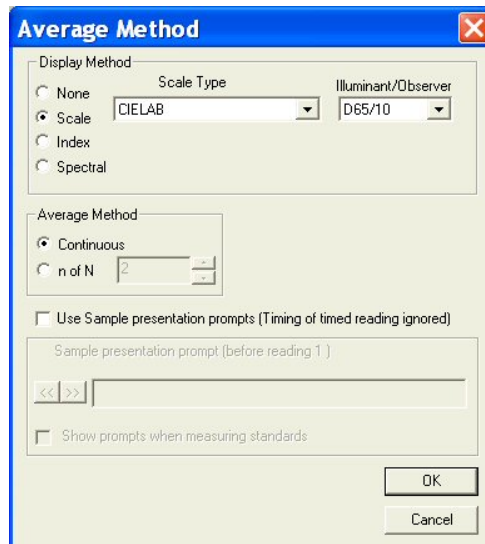 Average Method
Display Method
None
Scale
Index
Spectral
Scale Type
CIELAB
Illuminant/Observer
D65/10
Average Method
Continuous
n of N
2
Use Sample presentation prompts (Timing of timed reading ignored)
Sample presentation prompt (before reading 1 )
<< >>
Show prompts when measuring standards
OK
Cancel